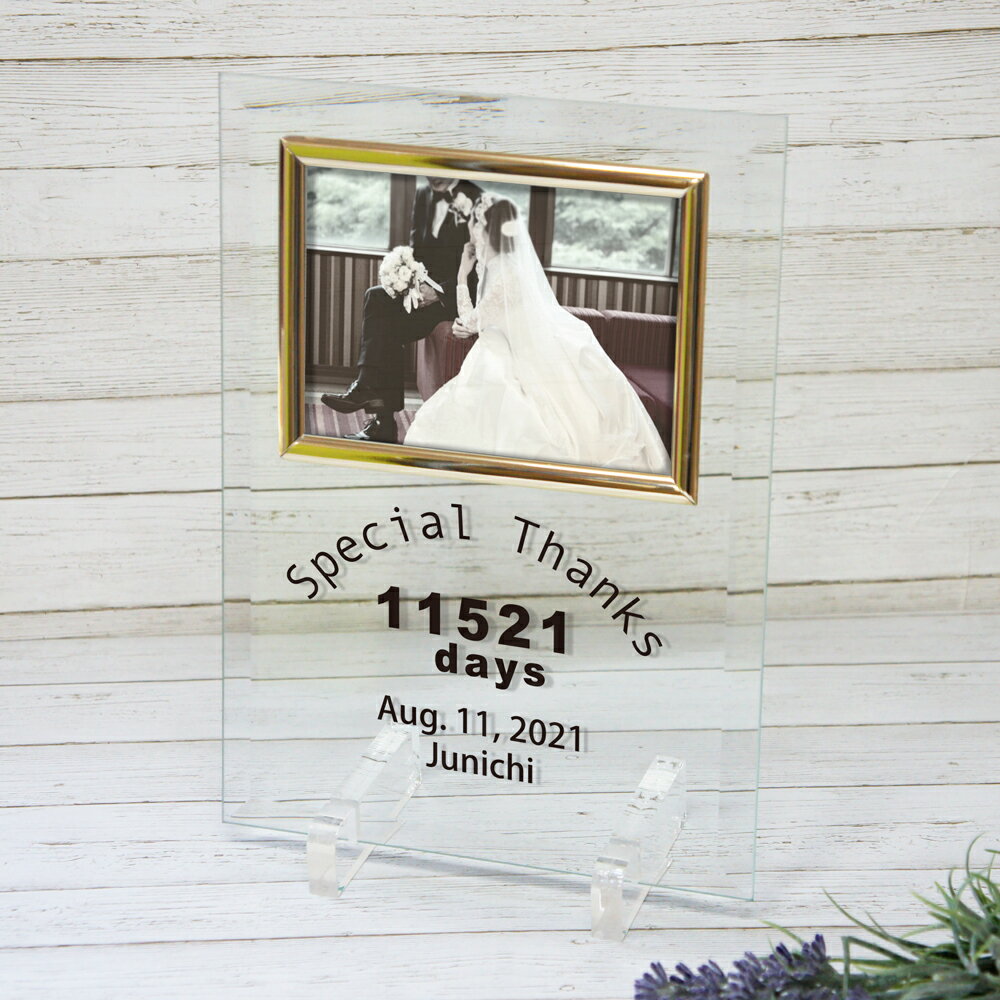 Special Thanks
11521
days
Aug. 11, 2021
Junichi